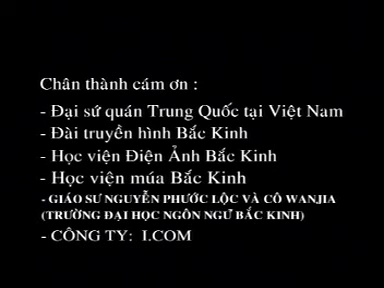 Chân thành cám ơn :
- Đại sứ quán Trung Quốc tại Việt Nam
- Đài truyền hình Bắc Kinh
- Học viện Điện Ảnh Bắc Kinh
- Học viện múa Bắc Kinh
- GIÁO SƯ NGUYỄN PHƯỚC LỘC VÀ CÔ WANJIA
(TRƯỜNG ĐẠI HỌC NGÔN NGỮ BẮC KINH)
- CÔNG TY: I.COM